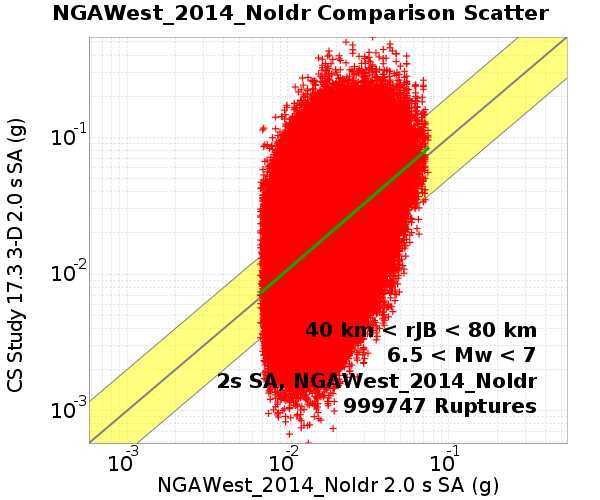 NGAWest_2014_NoIdr Comparison Scatter
CS Study 17.3 3-D 2.0 s SA (g)
10-1
10-2
10-3
40 km < rJB < 80 km
6.5 < Mw < 7
2s SA, NGAWest_2014_NoIdr
999747 Ruptures
10-3 10-2 10-1
NGAWest_2014_NoIdr 2.0 s SA (g)